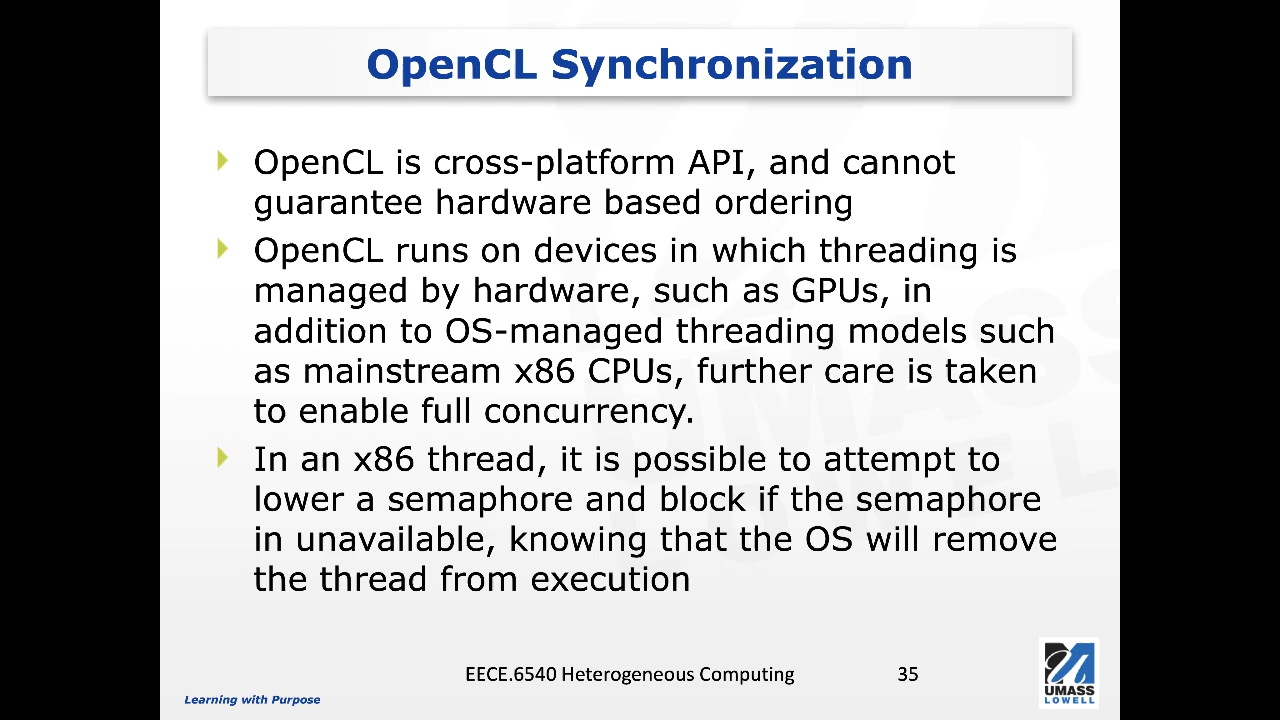 OpenCL Synchronization
OpenCL is cross-platform API, and cannot
guarantee hardware based ordering
OpenCL runs on devices in which threading is
managed by hardware, such as GPUs, in
addition to OS-managed threading models such
as mainstream x86 CPUs, further care is taken
to enable full concurrency.
In an x86 thread, it is possible to attempt to
lower a semaphore and block if the semaphore
in unavailable, knowing that the OS will remove
the thread from execution
EECE.6540 Heterogeneous Computing 35
UMASS
LOWELL
Learning with Purpose